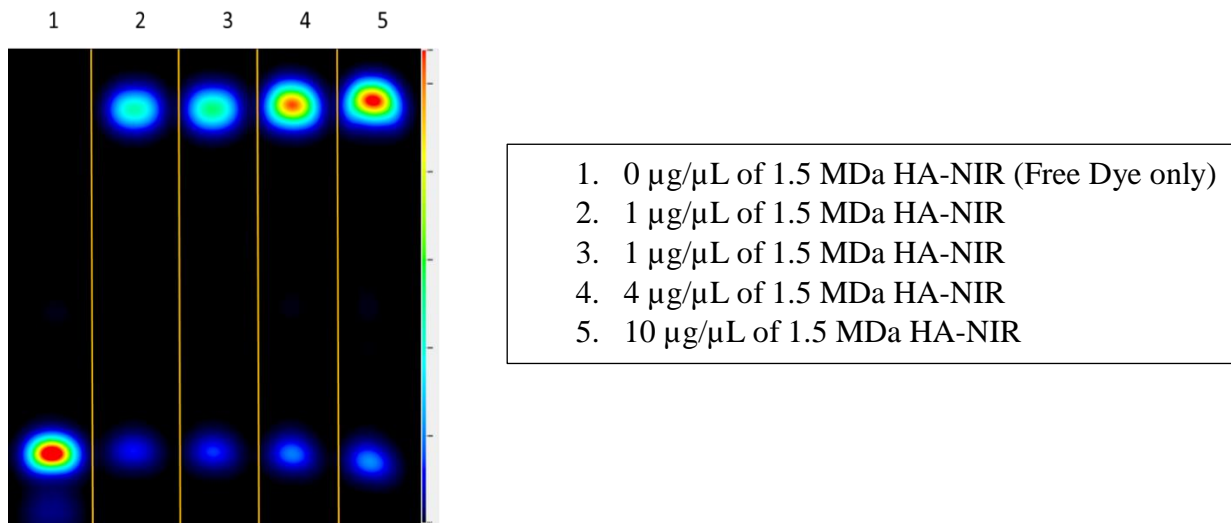 1 2 3 4 5
1. 0 µg/µL of 1.5 MDa HA-NIR (Free Dye only)
2. 1 µg/µL of 1.5 MDa HA-NIR
3. 1 µg/µL of 1.5 MDa HA-NIR
4. 4 µg/µL of 1.5 MDa HA-NIR
5. 10 µg/µL of 1.5 MDa HA-NIR